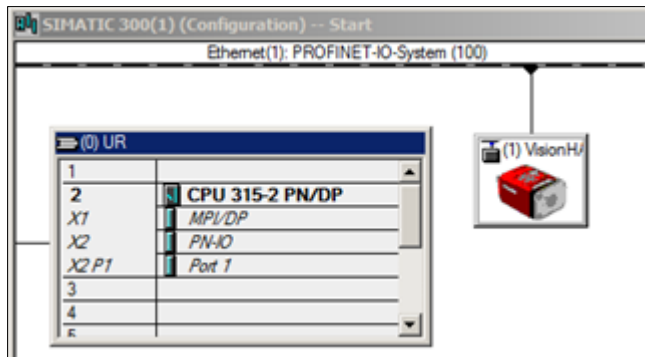 SIMATIC 300(1) (Configuration) -- Start
Ethernet(1): PROFINET-IO-System (100)
(0) UR
1
2 CPU 315-2 PN/DP
X1 MPI/DP
X2 PN-IO
X2 P1 Port 1
3
4
(1) VisionHA